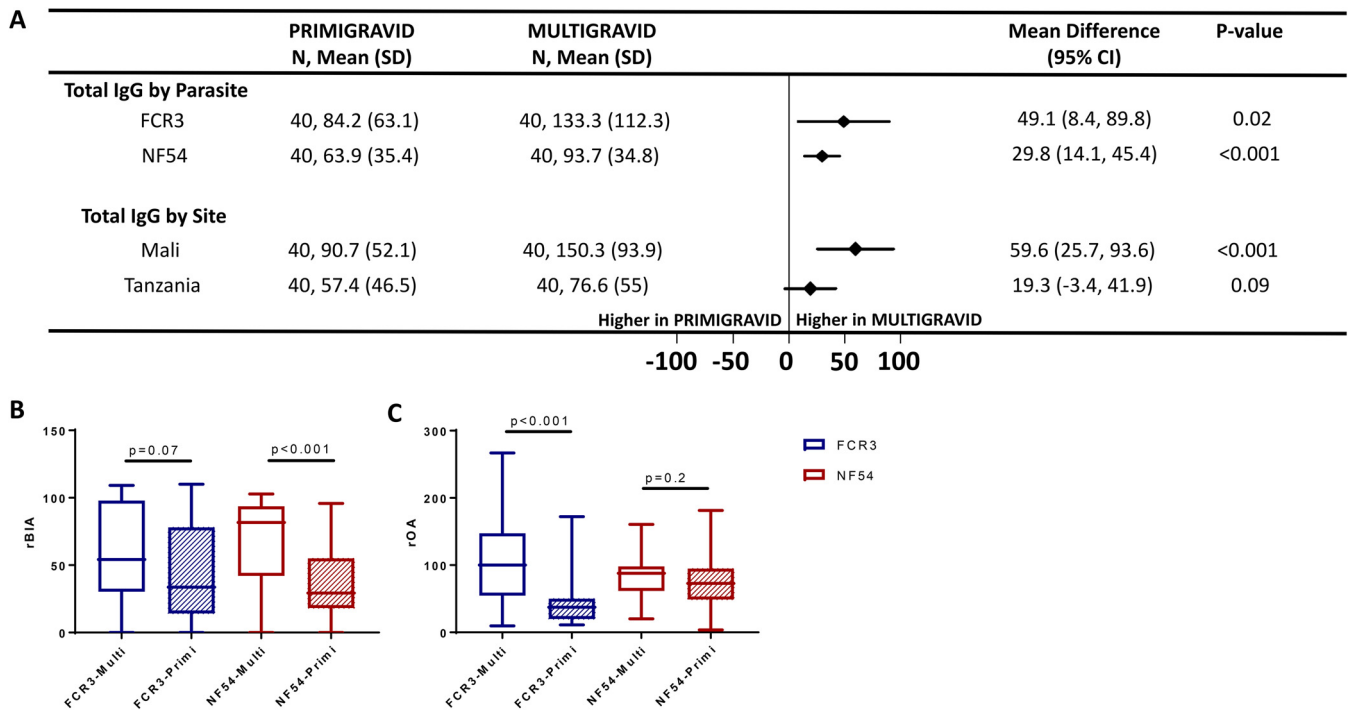 A
PRIMIGRAVID MULTIGRAVID Mean Difference P-value
N, Mean (SD) N, Mean (SD) (95% CI)
Total IgG by Parasite
FCR3 40, 84.2 (63.1) 40, 133.3 (112.3) 49.1 (8.4, 89.8) 0.02
NF54 40, 63.9 (35.4) 40, 93.7 (34.8) 29.8 (14.1, 45.4) <0.001
Total IgG by Site
Mali 40, 90.7 (52.1) 40, 150.3 (93.9) 59.6 (25.7, 93.6) <0.001
Tanzania 40, 57.4 (46.5) 40, 76.6 (55) 19.3 (-3.4, 41.9) 0.09
Higher in PRIMIGRAVID Higher in MULTIGRAVID
-100 -50 0 50 100
B
150
100
50
0
rBIA
p=0.07
p<0.001
FCR3-Multi
FCR3-Primi
NF54-Multi
NF54-Primi
C
300
200
100
0
rOA
p<0.001
p=0.2
FCR3-Multi
FCR3-Primi
NF54-Multi
NF54-Primi
FCR3
NF54